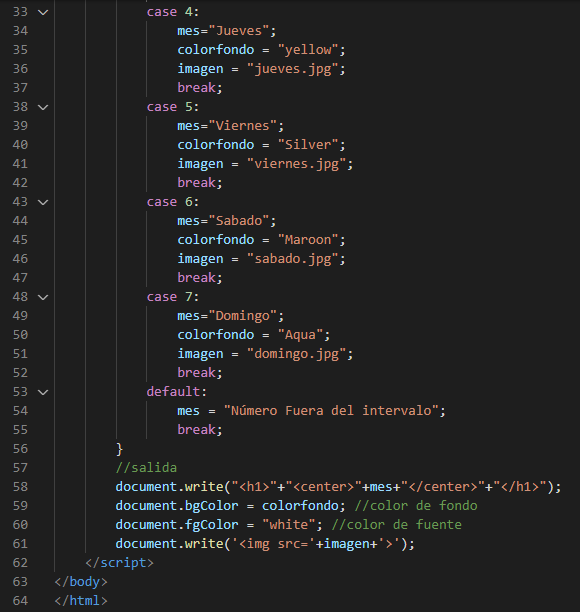 33 case 4:
34 mes="Jueves";
35 colorfondo = "yellow";
36 imagen = "jueves.jpg";
37 break;
38 case 5:
39 mes="Viernes";
40 colorfondo = "Silver";
41 imagen = "viernes.jpg";
42 break;
43 case 6:
44 mes="Sabado";
45 colorfondo = "Maroon";
46 imagen = "sabado.jpg";
47 break;
48 case 7:
49 mes="Domingo";
50 colorfondo = "Aqua";
51 imagen = "domingo.jpg";
52 break;
53 default:
54 mes = "Número Fuera del intervalo";
55 break;
56 }
57 //salida
58 document.write("<h1>"+"<center>"+mes+"</center>"+"</h1>");
59 document.bgColor = colorfondo; //color de fondo
60 document.fgColor = "white"; //color de fuente
61 document.write('<img src='+imagen+'>');
62 </script>
63 </body>
64 </html>